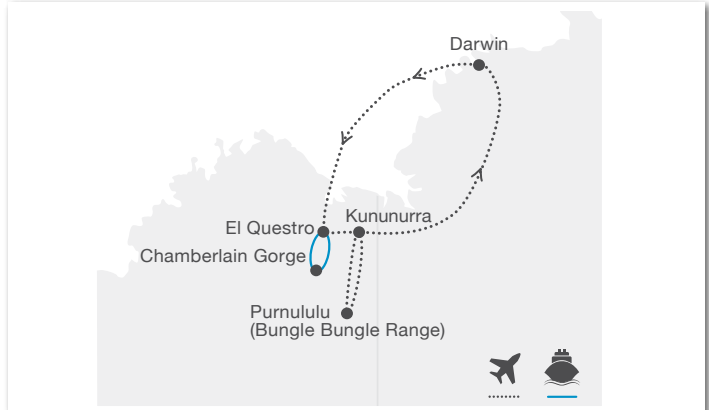 Darwin
Kununurra
El Questro
Chamberlain Gorge
Purnululu
(Bungle Bungle Range)